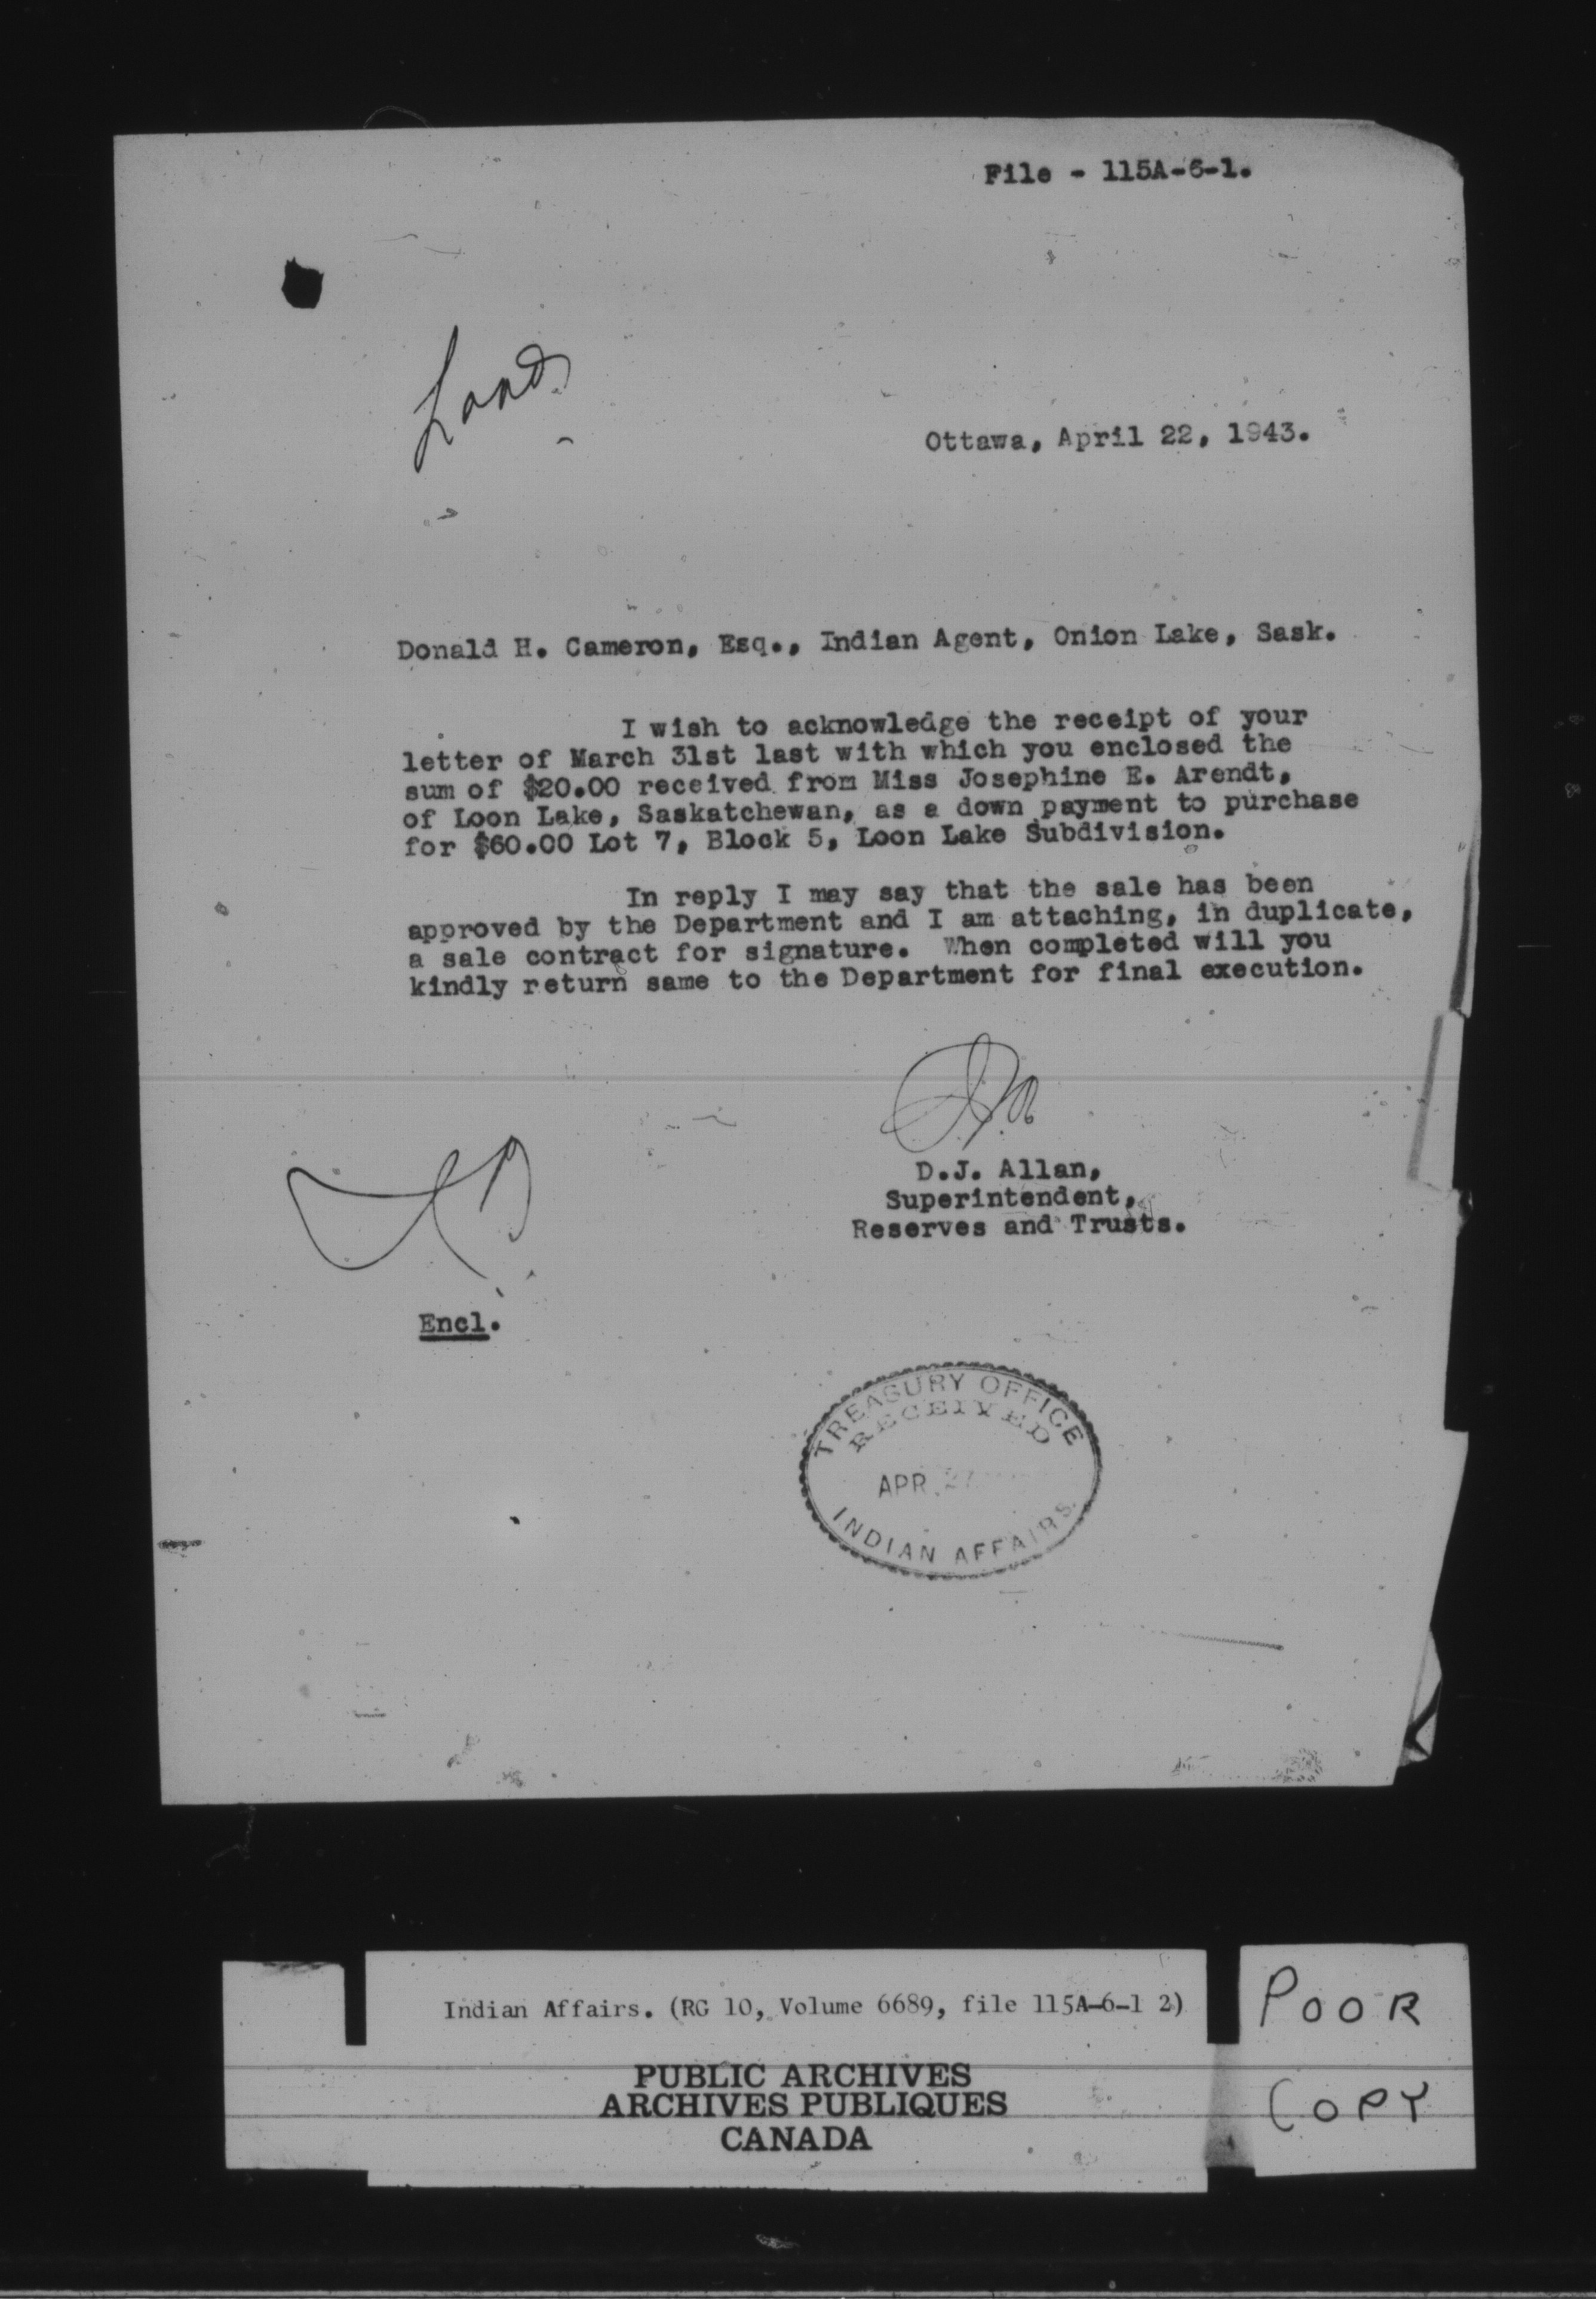 File - 115A-6-1.
Lands
Ottawa, April 22, 1943.
Donald H. Cameron, Esq., Indian Agent, Onion Lake, Sask.
I wish to acknowledge the receipt of your
letter of March 31st last with which you enclosed the
sum of $20.00 received from Miss Josephine E. Arendt,
of Loon Lake, Saskatchewan, as a down payment to purchase
for $60.00 Lot 7, Block 5, Loon Lake Subdivision.
In reply I may say that the sale has been
approved by the Department and I am attaching, in duplicate,
a sale contract for signature. When completed will you
kindly return same to the Department for final execution.
D.J. Allan,
Superintendent,
Reserves and Trusts.
Encl.
TREASURY OFFICE
RECEIVED
APR 27
INDIAN AFFAIRS
Indian Affairs. (RG 10, Volume 6689, file 115A-6-1 2)
PUBLIC ARCHIVES
ARCHIVES PUBLIQUES
CANADA
POOR
COPY